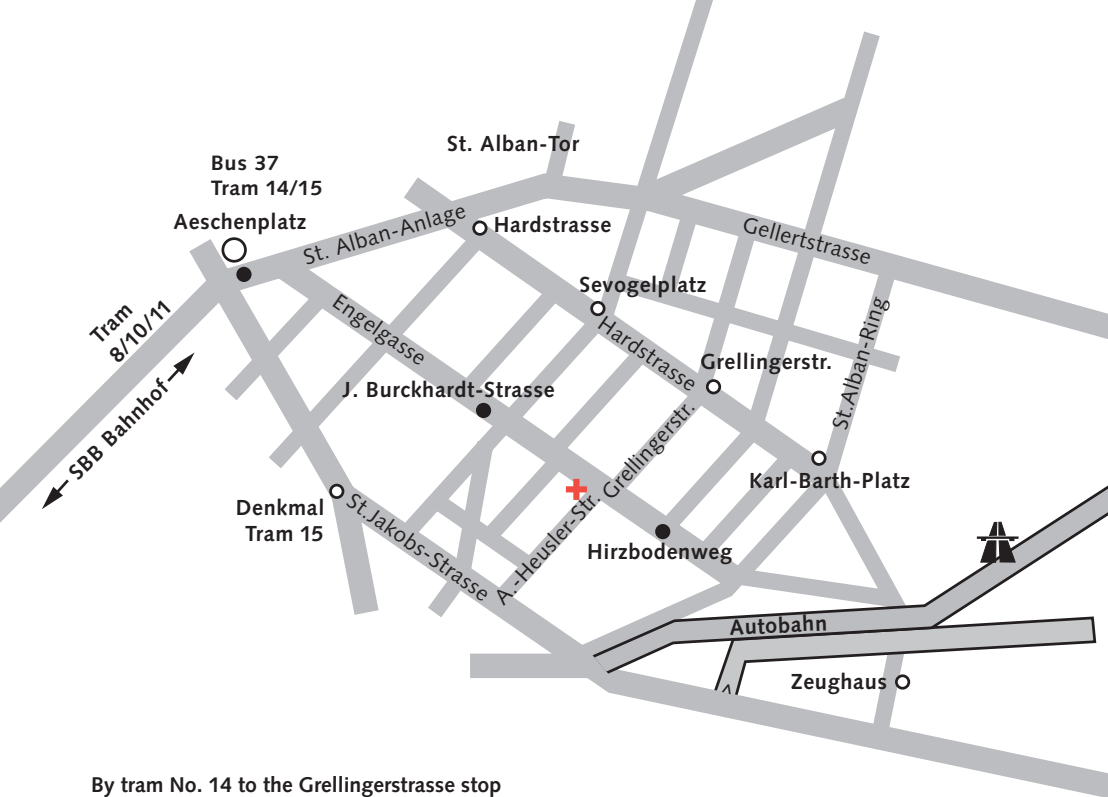 St. Alban-Tor
Bus 37
Tram 14/15
Aeschenplatz
St. Alban-Anlage
Hardstrasse
Gellertstrasse
Tram
8/10/11
SBB Bahnhof
Engelgasse
Sevogelplatz
Hardstrasse
Grellingerstr.
St.Alban-Ring
J. Burckhardt-Strasse
Grellingerstr.
Karl-Barth-Platz
Denkmal
Tram 15
St.Jakobs-Strasse
A.-Heusler-Str.
Hirzbodenweg
Autobahn
Zeughaus
By tram No. 14 to the Grellingerstrasse stop